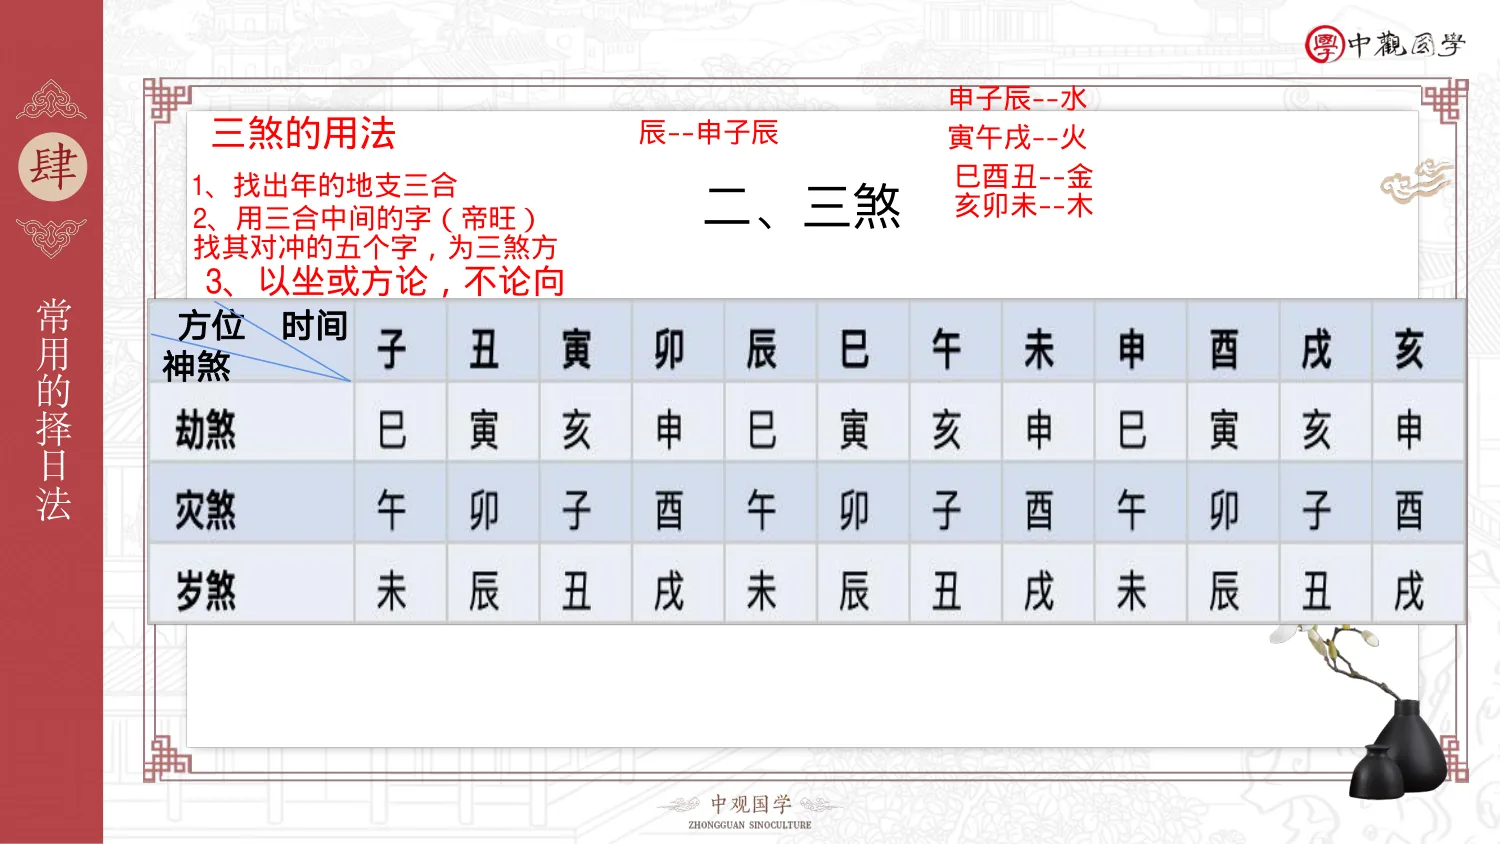 中觀国學
肆
常用的择日法
三煞的用法
1、找出年的地支三合
2、用三合中间的字（帝旺）
找其对冲的五个字，为三煞方
3、以坐或方论，不论向
辰--申子辰
二、三煞
申子辰--水
寅午戌--火
巳酉丑--金
亥卯未--木
方位 时间 神煞 子 丑 寅 卯 辰 巳 午 未 申 酉 戌 亥
劫煞 巳 寅 亥 申 巳 寅 亥 申 巳 寅 亥 申
灾煞 午 卯 子 酉 午 卯 子 酉 午 卯 子 酉
岁煞 未 辰 丑 戌 未 辰 丑 戌 未 辰 丑 戌
中观国学
ZHONGGUAN SINOCULTURE